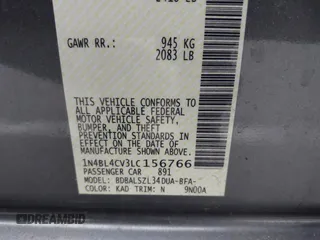 GAWR RR.: 945 KG
2083 LB
THIS VEHICLE CONFORMS TO
ALL APPLICABLE FEDERAL
MOTOR VEHICLE SAFETY,
BUMPER, AND THEFT
PREVENTION STANDARDS
IN EFFECT ON THE DATE OF
MANUFACTURE SHOWN ABOVE.
1N4BL4CV3LC156766
PASSENGER CAR 891
MODEL: BDBALSZL34DUA-BFA-
COLOR: KAD TRIM: N 9N00A
BIDARAMID